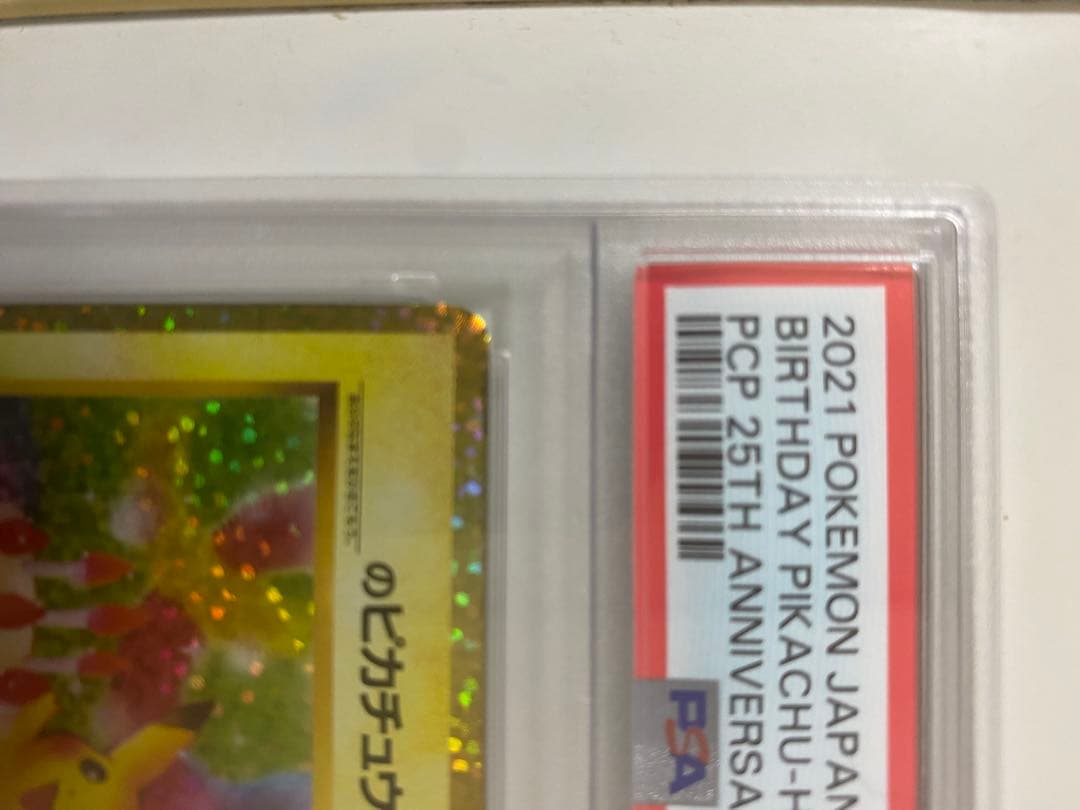 2021 POKEMON JAPAN
BIRTHDAY PIKACHU-H
PCP 25TH ANNIVERSA
PSA
のピカチュウ